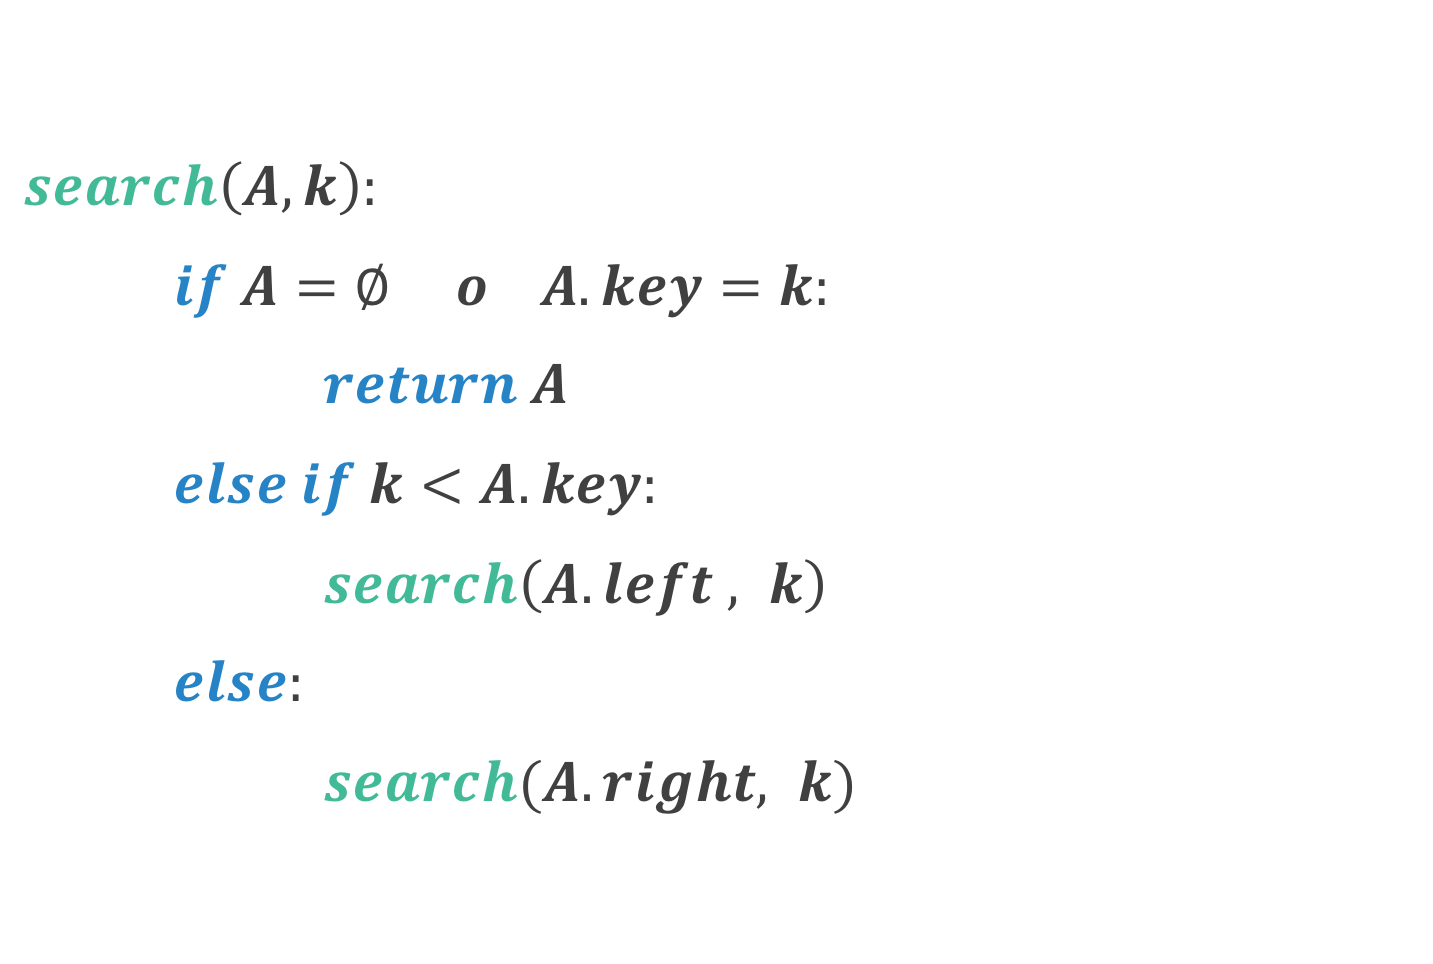 search(A, k):
if A = ∅ o A.key = k:
return A
else if k < A.key:
search(A.left , k)
else:
search(A.right, k)